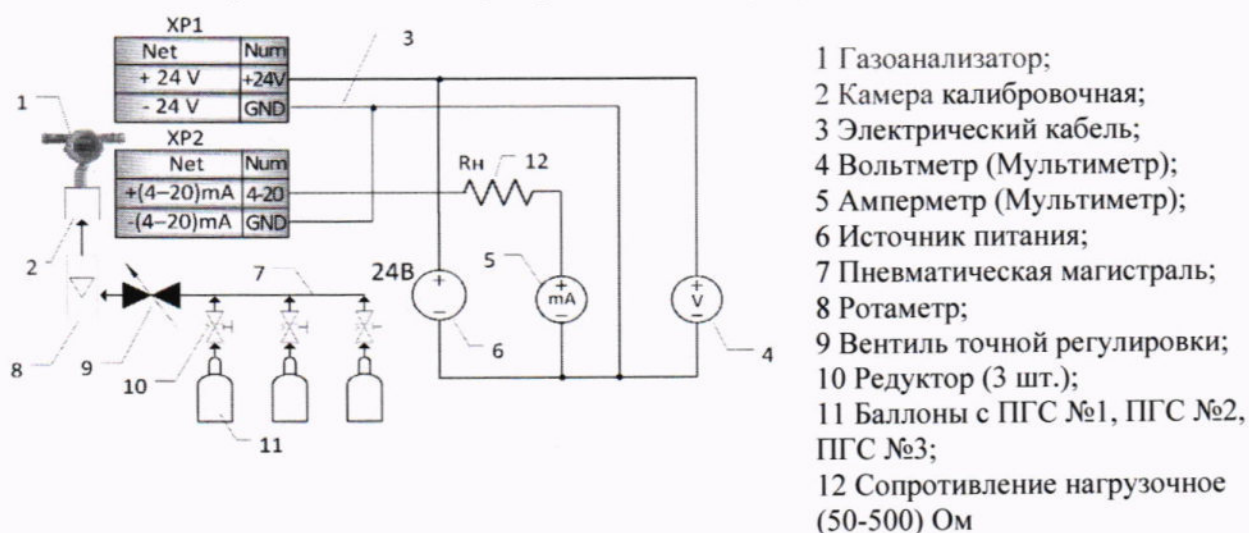 XP1
Net Num
+ 24 V +24V
- 24 V GND
XP2
Net Num
+(4–20)mA 4-20
-(4–20)mA GND
1
2
3
Rн
12
24В
+
−
6
5
+
mA
−
+
V
−
4
7
8
9
10
11
1 Газоанализатор;
2 Камера калибровочная;
3 Электрический кабель;
4 Вольтметр (Мультиметр);
5 Амперметр (Мультиметр);
6 Источник питания;
7 Пневматическая магистраль;
8 Ротаметр;
9 Вентиль точной регулировки;
10 Редуктор (3 шт.);
11 Баллоны с ПГС №1, ПГС №2,
ПГС №3;
12 Сопротивление нагрузочное
(50-500) Ом